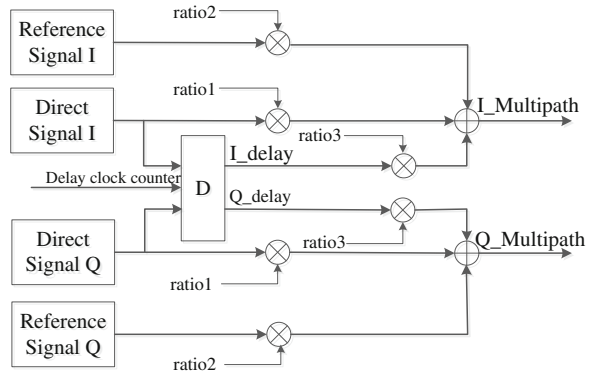 ratio2
Reference
Signal I
ratio1
I_Multipath
Direct
Signal I
ratio3
I_delay
Delay clock counter
D
Q_delay
Direct
Signal Q
ratio3
Q_Multipath
ratio1
Reference
Signal Q
ratio2